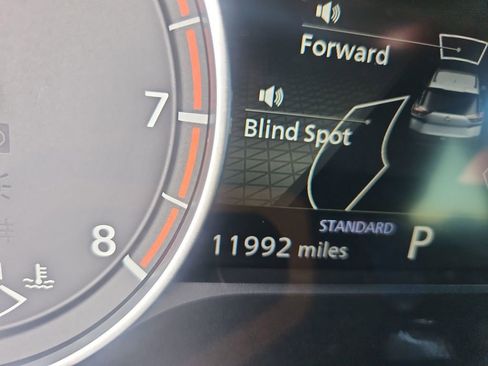 Forward
7
Blind Spot
STANDARD
8
11992 miles
P